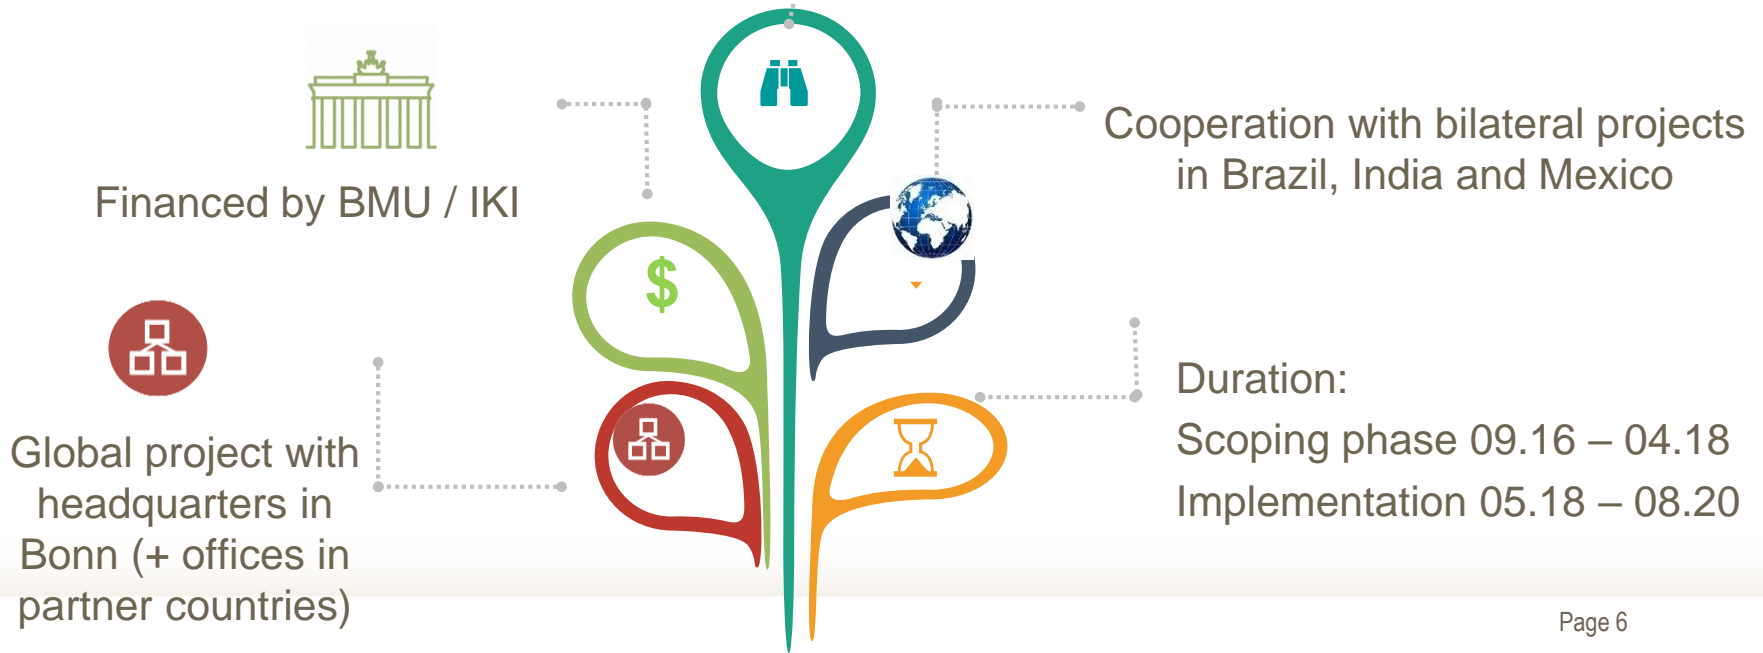 Financed by BMU / IKI
Global project with
headquarters in
Bonn (+ offices in
partner countries)
$
Cooperation with bilateral projects
in Brazil, India and Mexico
Duration:
Scoping phase 09.16 – 04.18
Implementation 05.18 – 08.20
Page 6